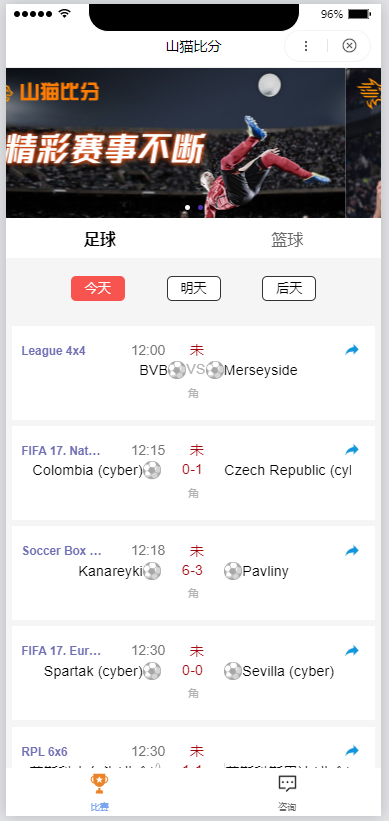 96%
山猫比分
山猫比分
精彩赛事不断
足球
篮球
今天
明天
后天
League 4x4
12:00
未
BVB VS Merseyside
角
FIFA 17. Nat…
12:15
未
Colombia (cyber) 0-1 Czech Republic (cyl
角
Soccer Box …
12:18
未
Kanareyki 6-3 Pavliny
角
FIFA 17. Eur…
12:30
未
Spartak (cyber) 0-0 Sevilla (cyber)
角
RPL 6x6
12:30
未
1-1
比赛
咨询